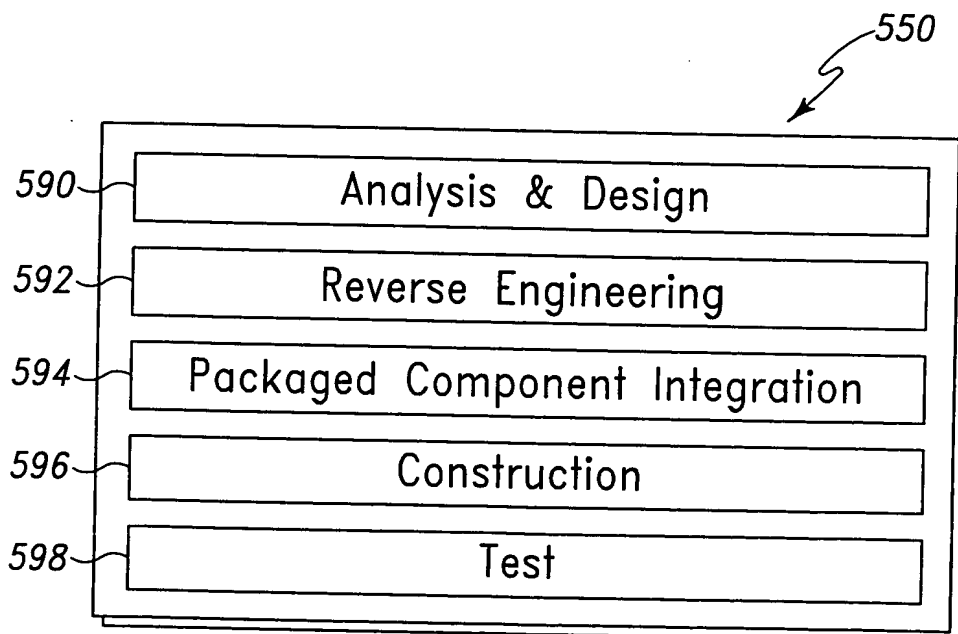 550
590 Analysis & Design
592 Reverse Engineering
594 Packaged Component Integration
596 Construction
598 Test